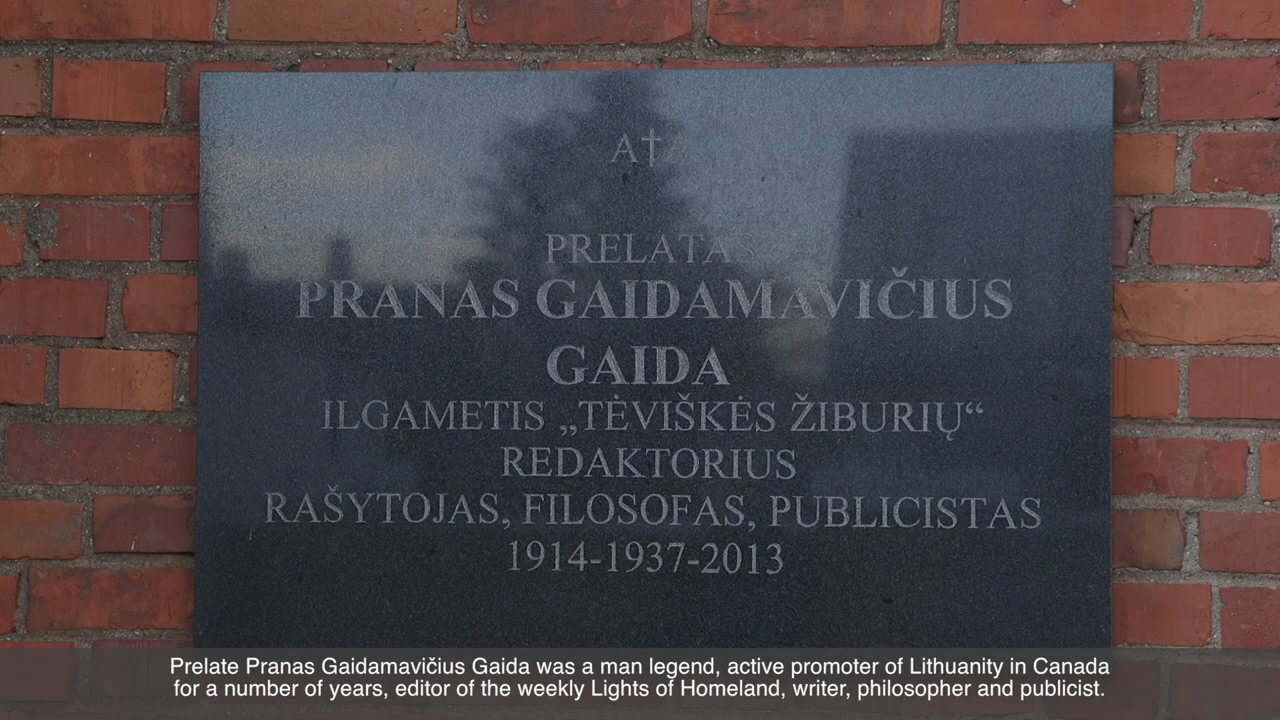 A†A
PRELATAS
PRANAS GAIDAMAVIČIUS
GAIDA
ILGAMETIS „TĖVIŠKĖS ŽIBURIŲ“
REDAKTORIUS
RAŠYTOJAS, FILOSOFAS, PUBLICISTAS
1914-1937-2013
Prelate Pranas Gaidamavičius Gaida was a man legend, active promoter of Lithuanity in Canada
for a number of years, editor of the weekly Lights of Homeland, writer, philosopher and publicist.